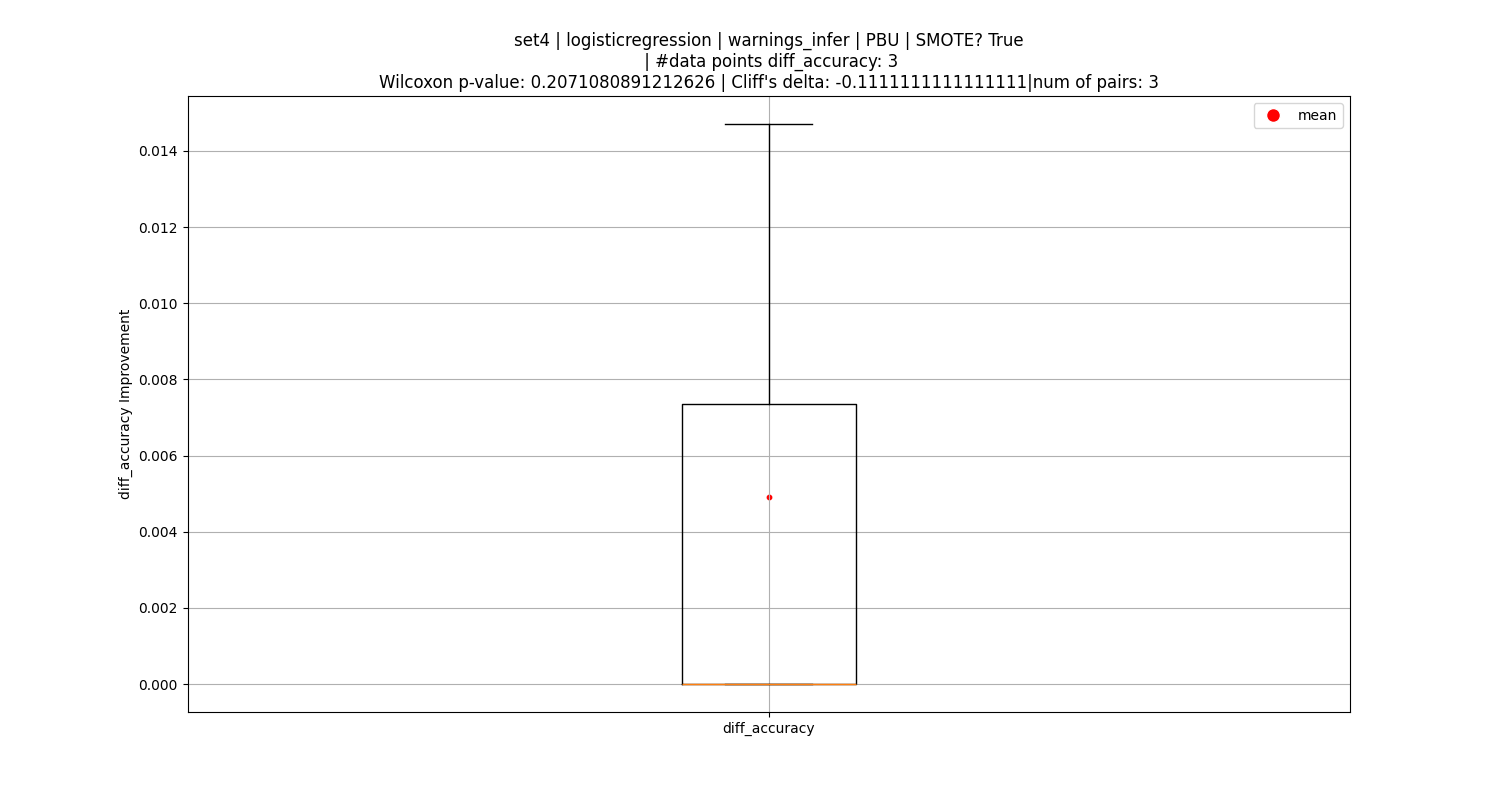 set4 | logisticregression | warnings_infer | PBU | SMOTE? True
| #data points diff_accuracy: 3
Wilcoxon p-value: 0.2071080891212626 | Cliff's delta: -0.1111111111111111|num of pairs: 3
mean
0.014
0.012
0.010
0.008
0.006
0.004
0.002
0.000
diff_accuracy Improvement
diff_accuracy